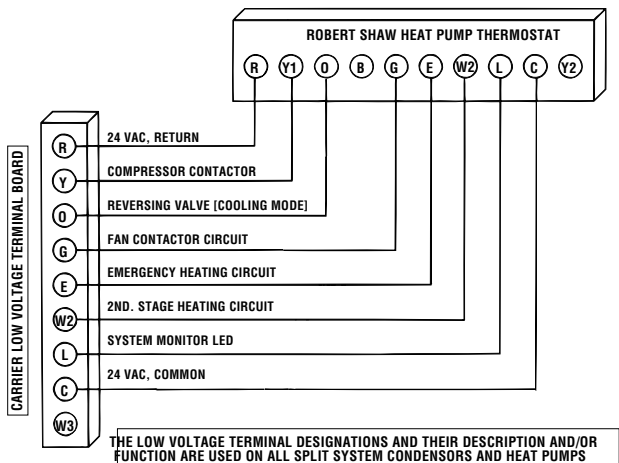 ROBERT SHAW HEAT PUMP THERMOSTAT
R Y1 O B G E W2 L C Y2
CARRIER LOW VOLTAGE TERMINAL BOARD
R 24 VAC, RETURN
Y COMPRESSOR CONTACTOR
O REVERSING VALVE [COOLING MODE]
G FAN CONTACTOR CIRCUIT
E EMERGENCY HEATING CIRCUIT
W2 2ND. STAGE HEATING CIRCUIT
L SYSTEM MONITOR LED
C 24 VAC, COMMON
W3
THE LOW VOLTAGE TERMINAL DESIGNATIONS AND THEIR DESCRIPTION AND/OR
FUNCTION ARE USED ON ALL SPLIT SYSTEM CONDENSORS AND HEAT PUMPS